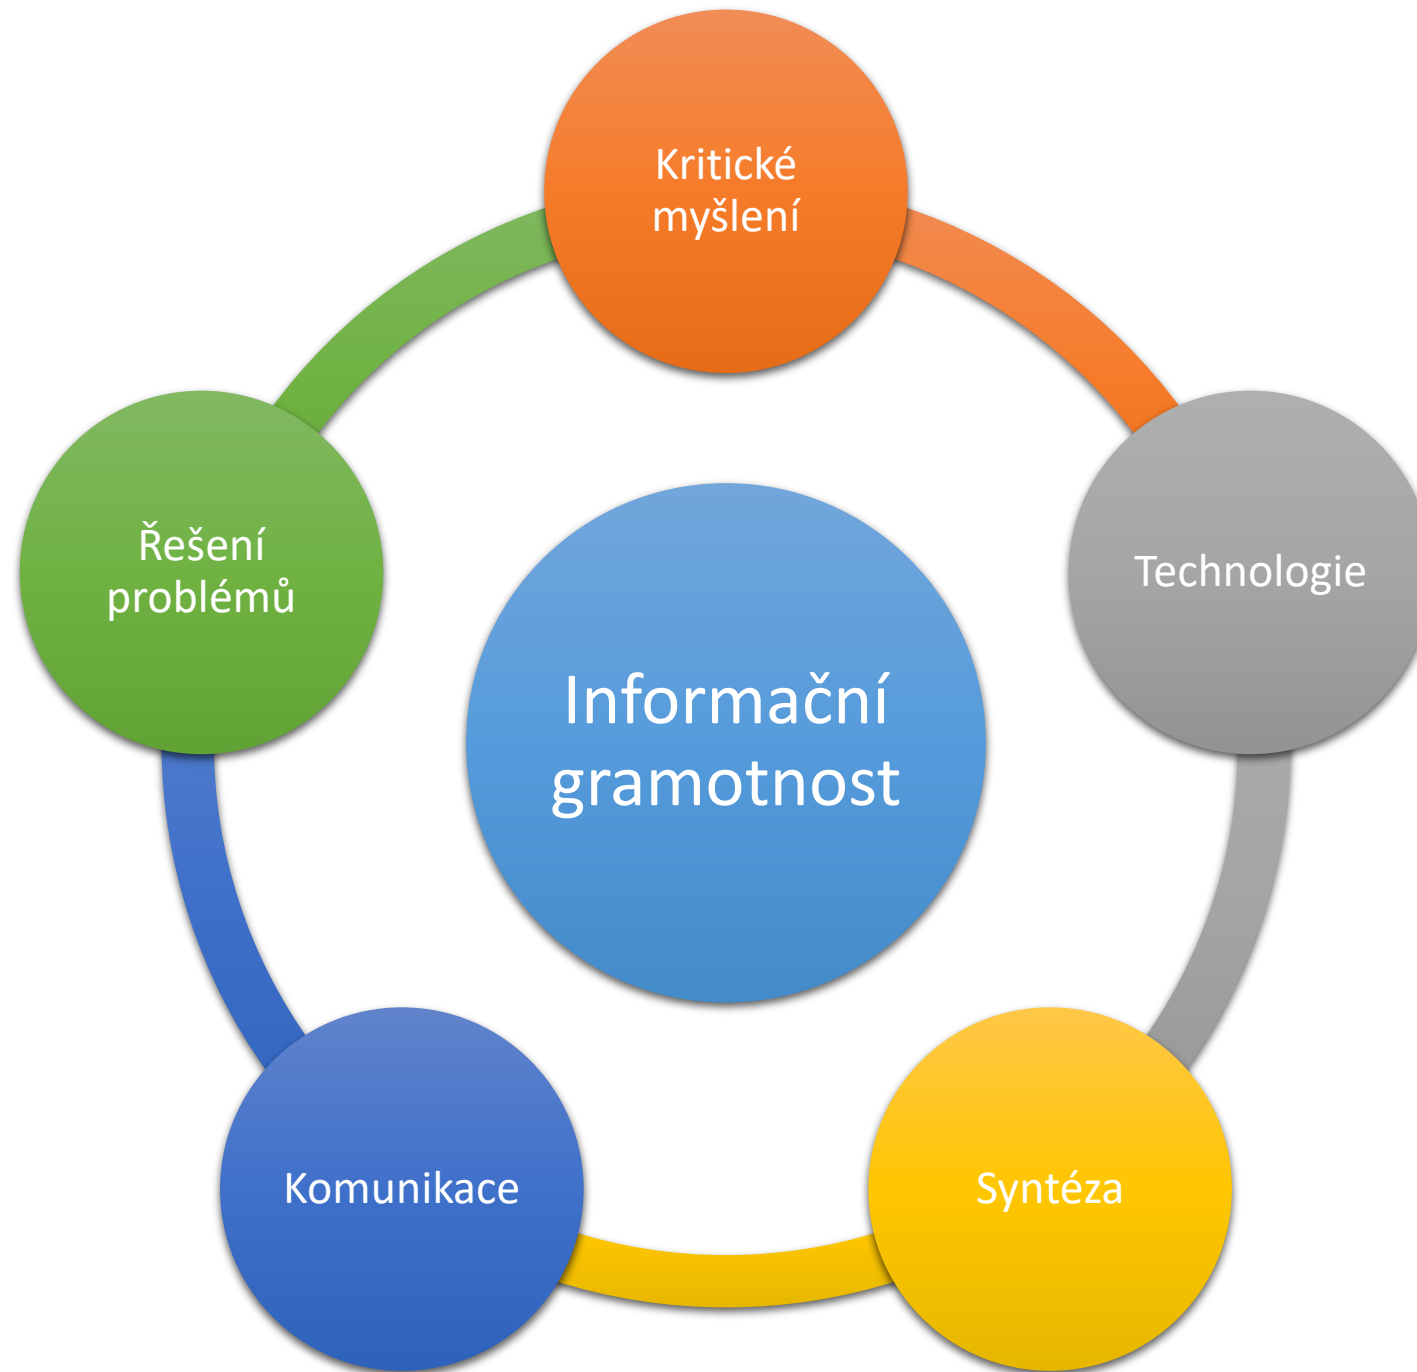 Kritické
myšlení
Technologie
Syntéza
Komunikace
Řešení
problémů
Informační
gramotnost